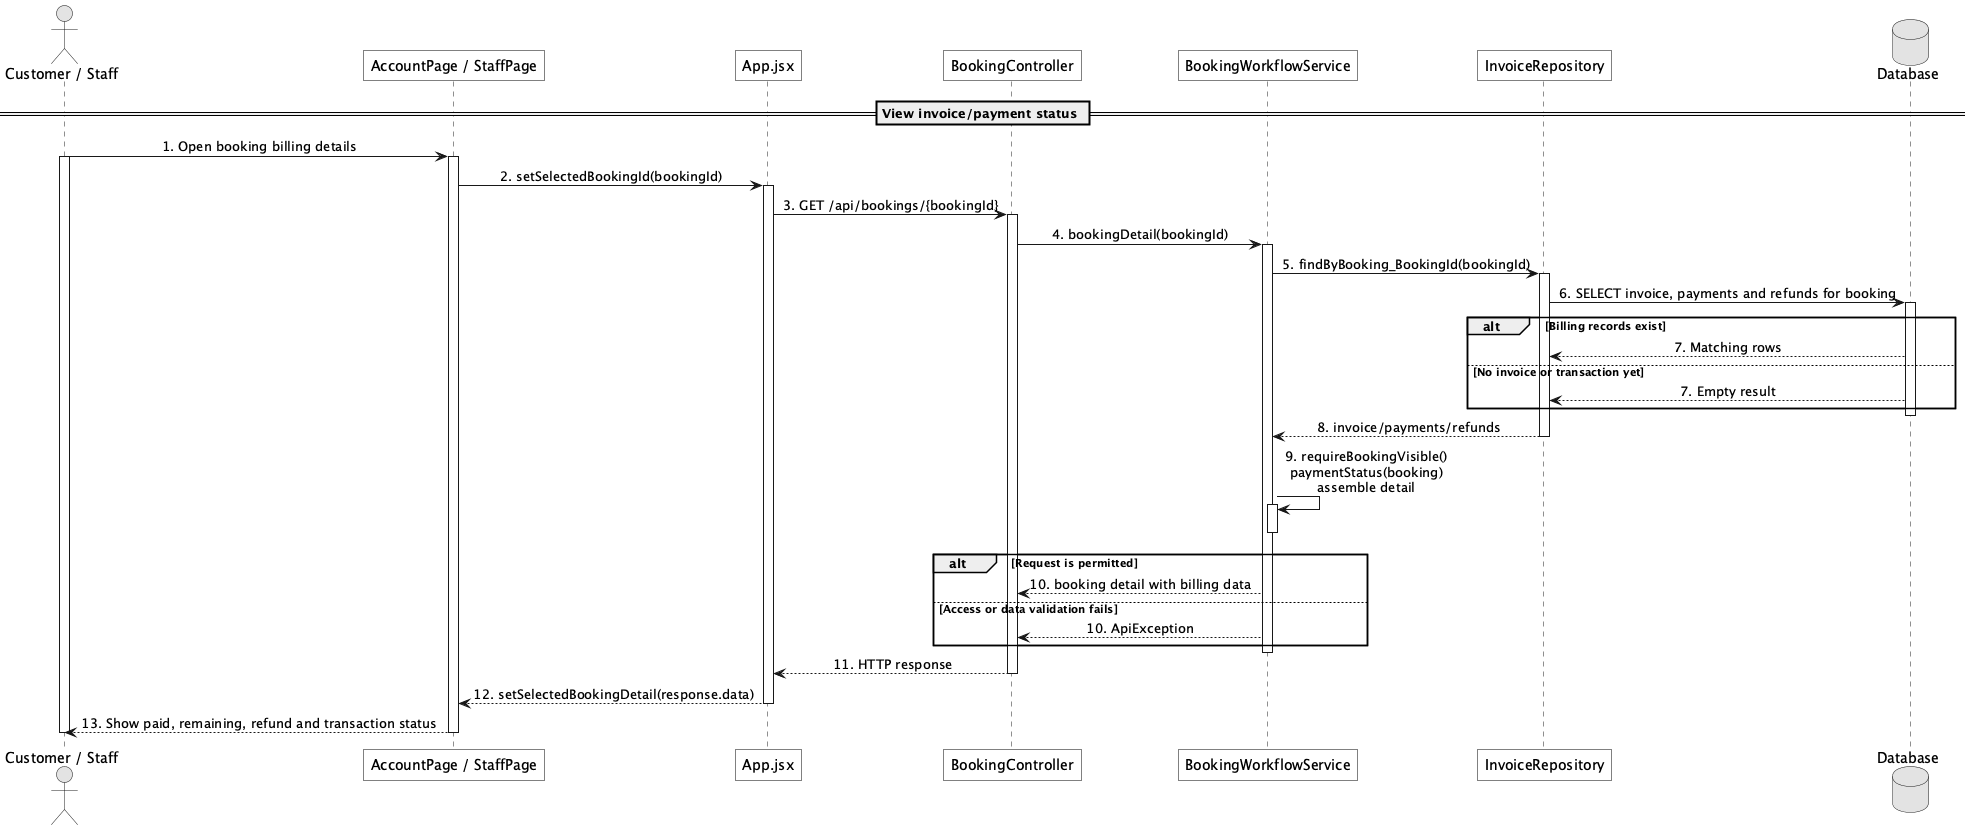 Customer / Staff
AccountPage / StaffPage
App.jsx
BookingController
BookingWorkflowService
InvoiceRepository
Database
View invoice/payment status
1. Open booking billing details
2. setSelectedBookingId(bookingId)
3. GET /api/bookings/{bookingId}
4. bookingDetail(bookingId)
5. findByBooking_BookingId(bookingId)
6. SELECT invoice, payments and refunds for booking
alt
[Billing records exist]
7. Matching rows
[No invoice or transaction yet]
7. Empty result
8. invoice/payments/refunds
9. requireBookingVisible()
paymentStatus(booking)
assemble detail
alt
[Request is permitted]
10. booking detail with billing data
[Access or data validation fails]
10. ApiException
11. HTTP response
12. setSelectedBookingDetail(response.data)
13. Show paid, remaining, refund and transaction status
Customer / Staff
AccountPage / StaffPage
App.jsx
BookingController
BookingWorkflowService
InvoiceRepository
Database